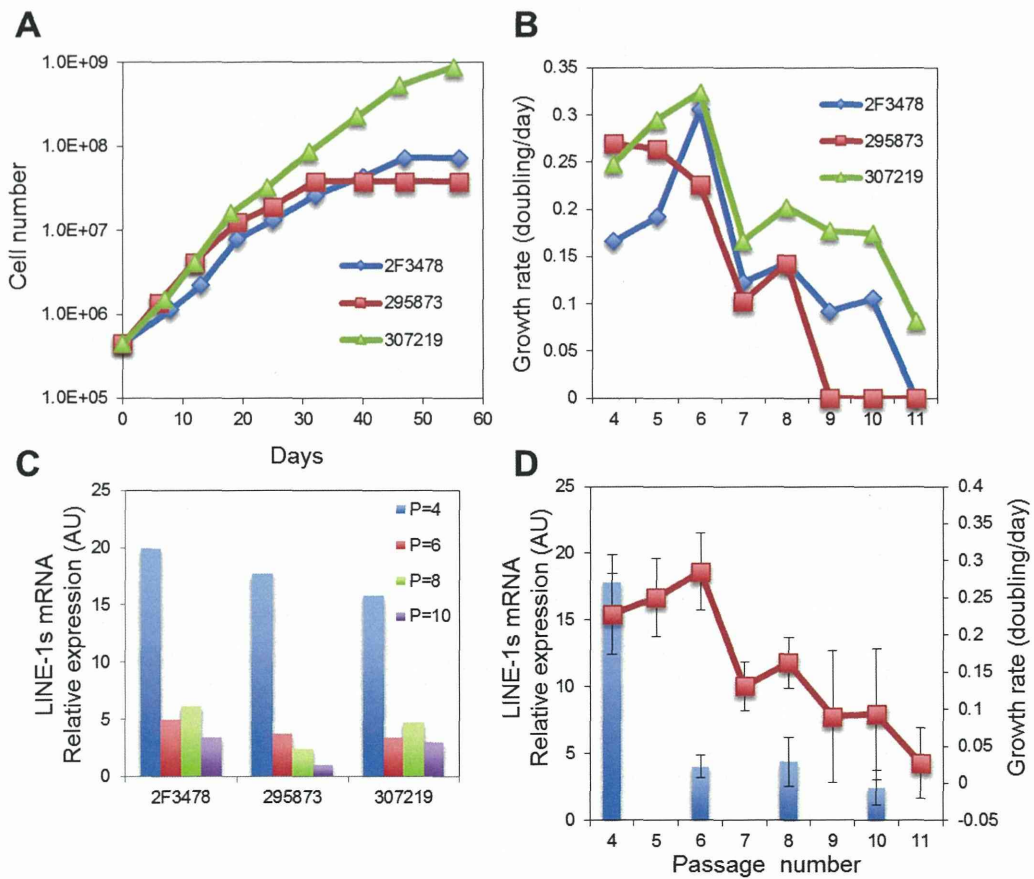 A
1.0E+09
1.0E+08
1.0E+07
1.0E+06
1.0E+05
Cell number
2F3478
295873
307219
0 10 20 30 40 50 60
Days
B
0.35
0.3
0.25
0.2
0.15
0.1
0.05
0
Growth rate (doubling/day)
2F3478
295873
307219
4 5 6 7 8 9 10 11
C
25
20
15
10
5
0
LINE-1s mRNA
Relative expression (AU)
P=4
P=6
P=8
P=10
2F3478 295873 307219
D
25
20
15
10
5
0
LINE-1s mRNA
Relative expression (AU)
0.4
0.35
0.3
0.25
0.2
0.15
0.1
0.05
0
-0.05
Growth rate (doubling/day)
4 5 6 7 8 9 10 11
Passage number